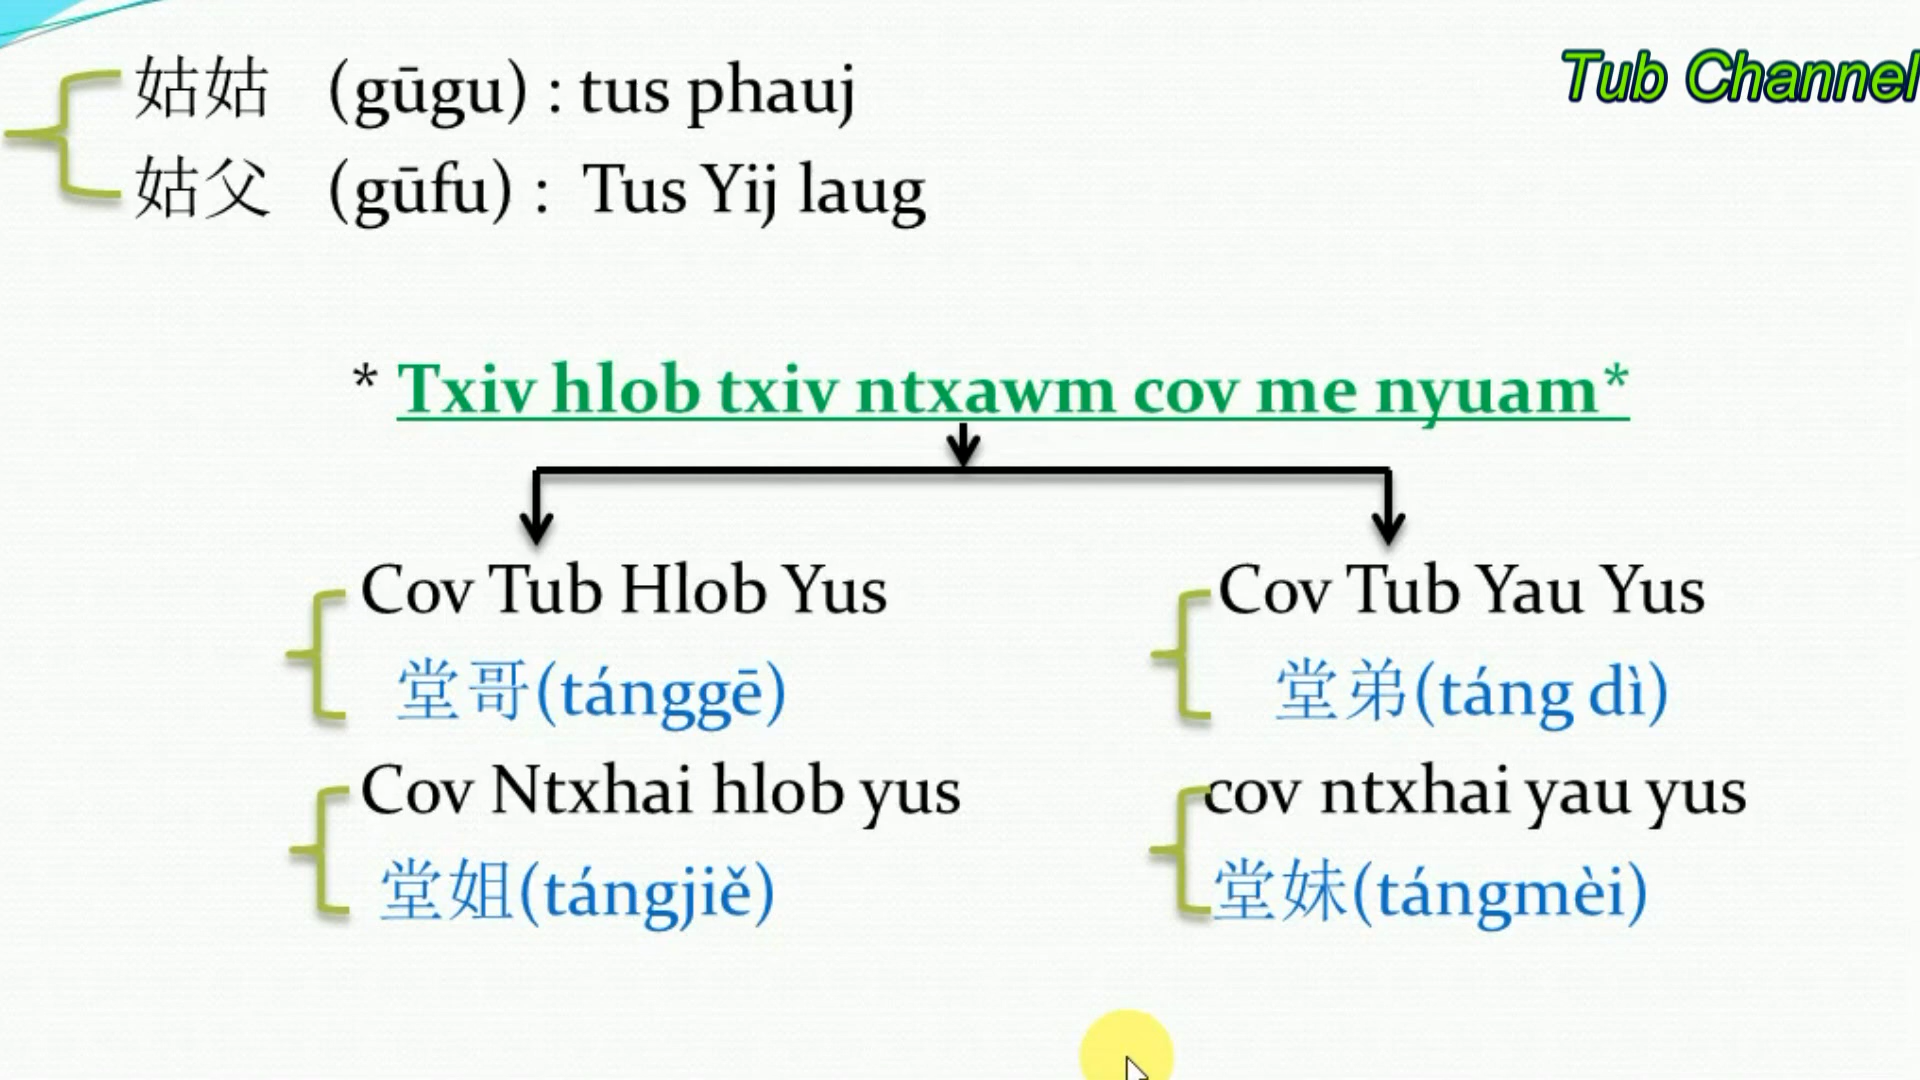 姑姑 (gūgu) : tus phauj
Tub Channel
姑父 (gūfu) : Tus Yij laug
* Txiv hlob txiv ntxawm cov me nyuam*
Cov Tub Hlob Yus
堂哥(tánggē)
Cov Ntxhai hlob yus
堂姐(tángjiě)
Cov Tub Yau Yus
堂弟(táng dì)
cov ntxhai yau yus
堂妹(tángmèi)